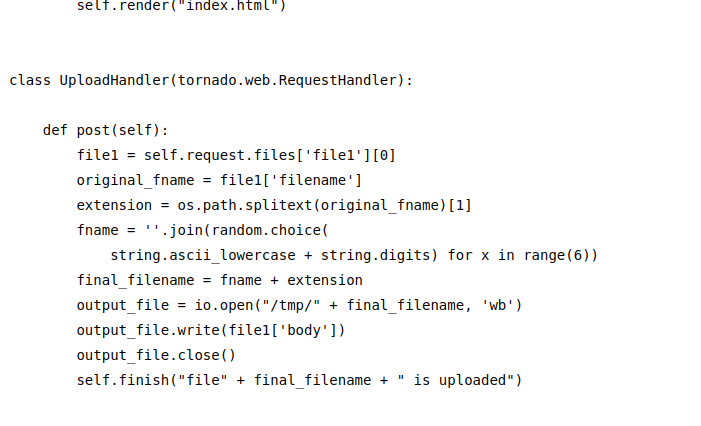 self.render("index.html")
class UploadHandler(tornado.web.RequestHandler):
def post(self):
file1 = self.request.files['file1'][0]
original_fname = file1['filename']
extension = os.path.splitext(original_fname)[1]
fname = ''.join(random.choice(
string.ascii_lowercase + string.digits) for x in range(6))
final_filename = fname + extension
output_file = io.open("/tmp/" + final_filename, 'wb')
output_file.write(file1['body'])
output_file.close()
self.finish("file" + final_filename + " is uploaded")